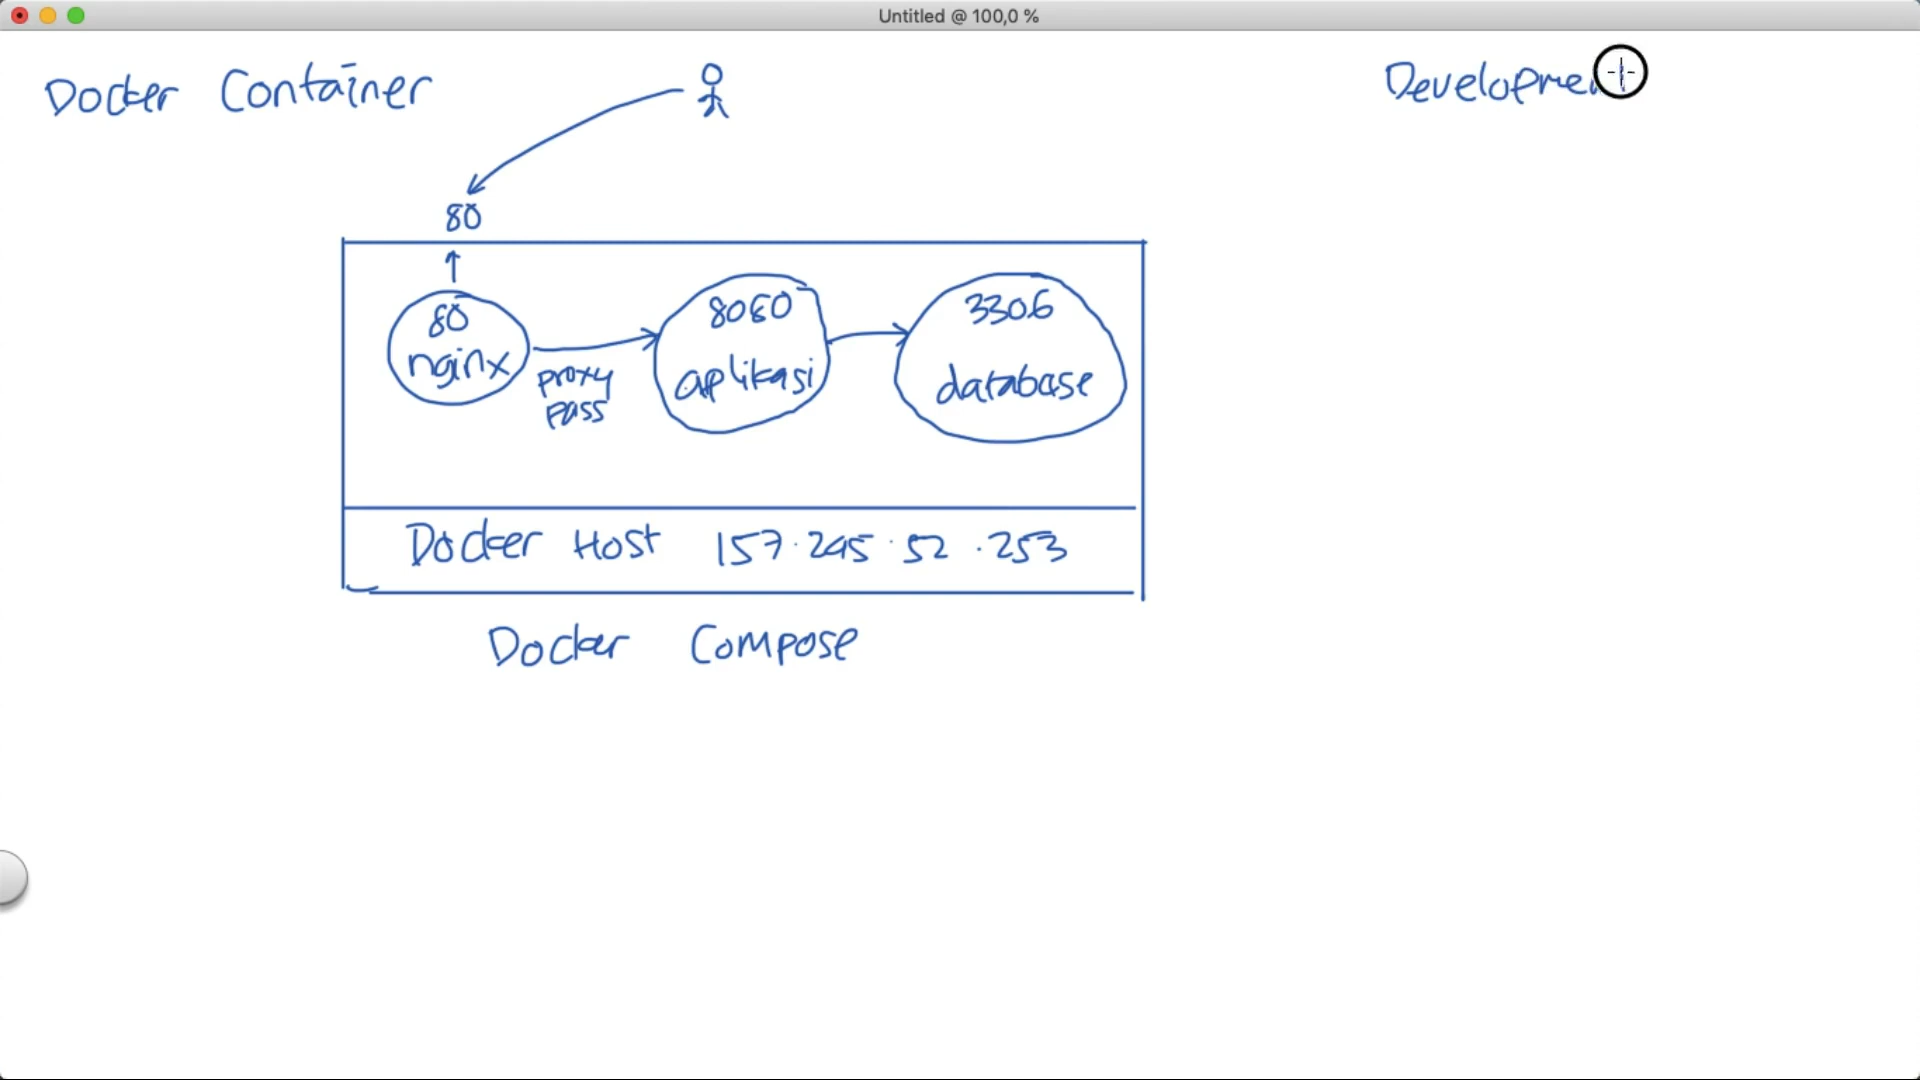 Untitled @ 100,0 %
Docker Container
Development
80
80
nginx
proxy
pass
8080
aplikasi
3306
database
Docker Host 157.245.52.253
Docker Compose